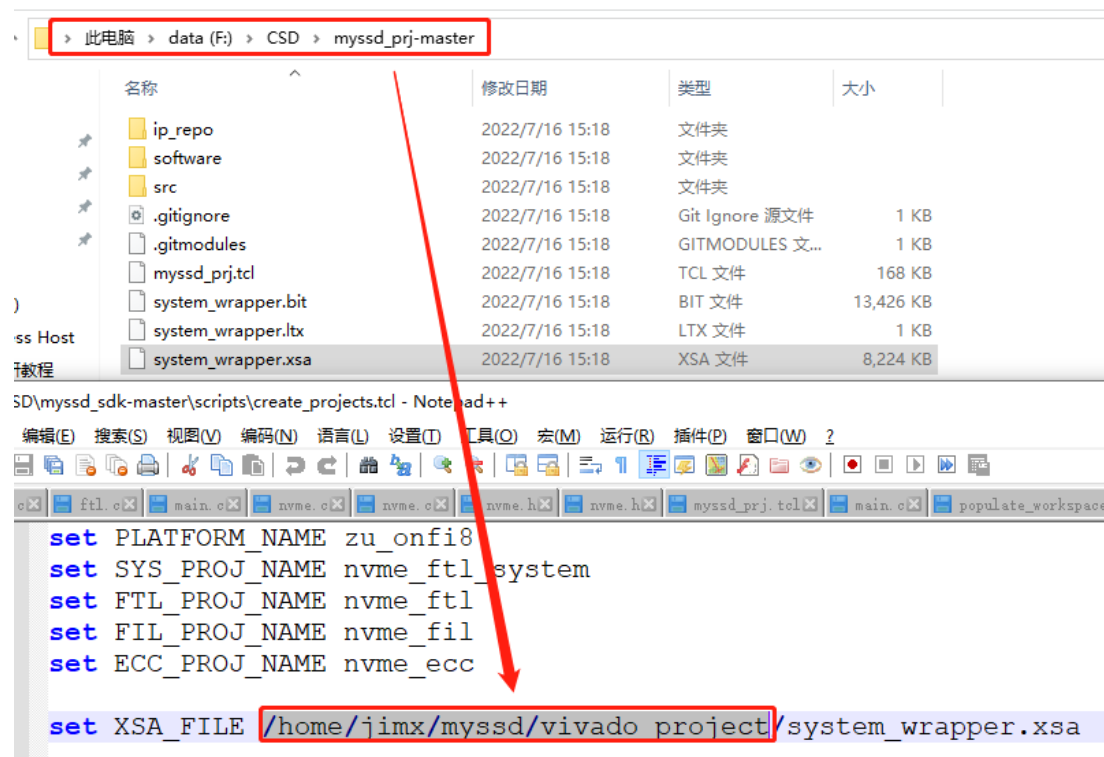 此电脑 > data (F:) > CSD > myssd_prj-master
名称 修改日期 类型 大小
ip_repo 2022/7/16 15:18 文件夹
software 2022/7/16 15:18 文件夹
src 2022/7/16 15:18 文件夹
.gitignore 2022/7/16 15:18 Git Ignore 源文件 1 KB
.gitmodules 2022/7/16 15:18 GITMODULES 文... 1 KB
myssd_prj.tcl 2022/7/16 15:18 TCL 文件 168 KB
) system_wrapper.bit 2022/7/16 15:18 BIT 文件 13,426 KB
ess Host system_wrapper.ltx 2022/7/16 15:18 LTX 文件 1 KB
教程 system_wrapper.xsa 2022/7/16 15:18 XSA 文件 8,224 KB
SD\myssd_sdk-master\scripts\create_projects.tcl - Notepad++
编辑(E) 搜索(S) 视图(V) 编码(N) 语言(L) 设置(T) 工具(O) 宏(M) 运行(R) 插件(P) 窗口(W) ?
c ftl.c main.c nvme.c nvme.c nvme.h nvme.h myssd_prj.tcl main.c populate_workspace
set PLATFORM_NAME zu_onfi8
set SYS_PROJ_NAME nvme_ftl_system
set FTL_PROJ_NAME nvme_ftl
set FIL_PROJ_NAME nvme_fil
set ECC_PROJ_NAME nvme_ecc
set XSA_FILE /home/jimx/myssd/vivado_project/system_wrapper.xsa